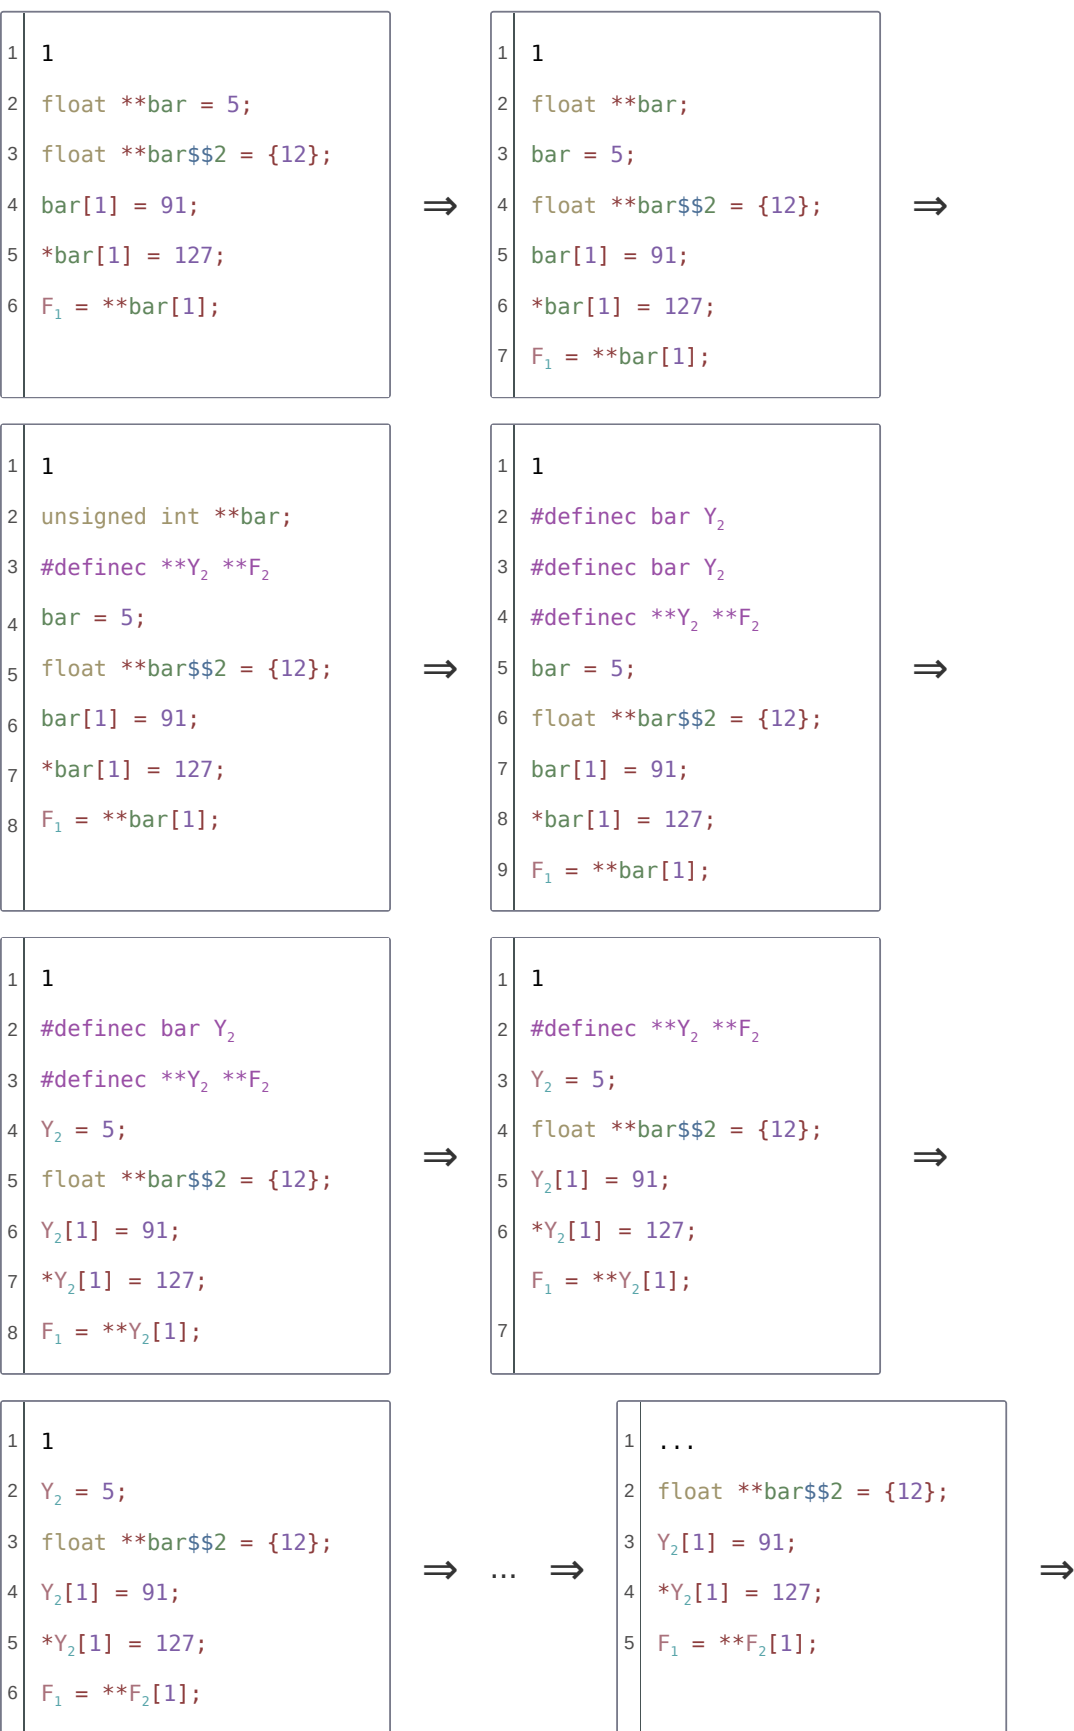 1 1
2 float **bar = 5;
3 float **bar$$2 = {12};
4 bar[1] = 91;
5 *bar[1] = 127;
6 F₁ = **bar[1];
⇒
1 1
2 float **bar;
3 bar = 5;
4 float **bar$$2 = {12};
5 bar[1] = 91;
6 *bar[1] = 127;
7 F₁ = **bar[1];
⇒
1 1
2 unsigned int **bar;
3 #definec **Y₂ **F₂
4 bar = 5;
5 float **bar$$2 = {12};
6 bar[1] = 91;
7 *bar[1] = 127;
8 F₁ = **bar[1];
⇒
1 1
2 #definec bar Y₂
3 #definec bar Y₂
4 #definec **Y₂ **F₂
5 bar = 5;
6 float **bar$$2 = {12};
7 bar[1] = 91;
8 *bar[1] = 127;
9 F₁ = **bar[1];
⇒
1 1
2 #definec bar Y₂
3 #definec **Y₂ **F₂
4 Y₂ = 5;
5 float **bar$$2 = {12};
6 Y₂[1] = 91;
7 *Y₂[1] = 127;
8 F₁ = **Y₂[1];
⇒
1 1
2 #definec **Y₂ **F₂
3 Y₂ = 5;
4 float **bar$$2 = {12};
5 Y₂[1] = 91;
6 *Y₂[1] = 127;
F₁ = **Y₂[1];
7
⇒
1 1
2 Y₂ = 5;
3 float **bar$$2 = {12};
4 Y₂[1] = 91;
5 *Y₂[1] = 127;
6 F₁ = **F₂[1];
⇒ ... ⇒
1 ...
2 float **bar$$2 = {12};
3 Y₂[1] = 91;
4 *Y₂[1] = 127;
5 F₁ = **F₂[1];
⇒